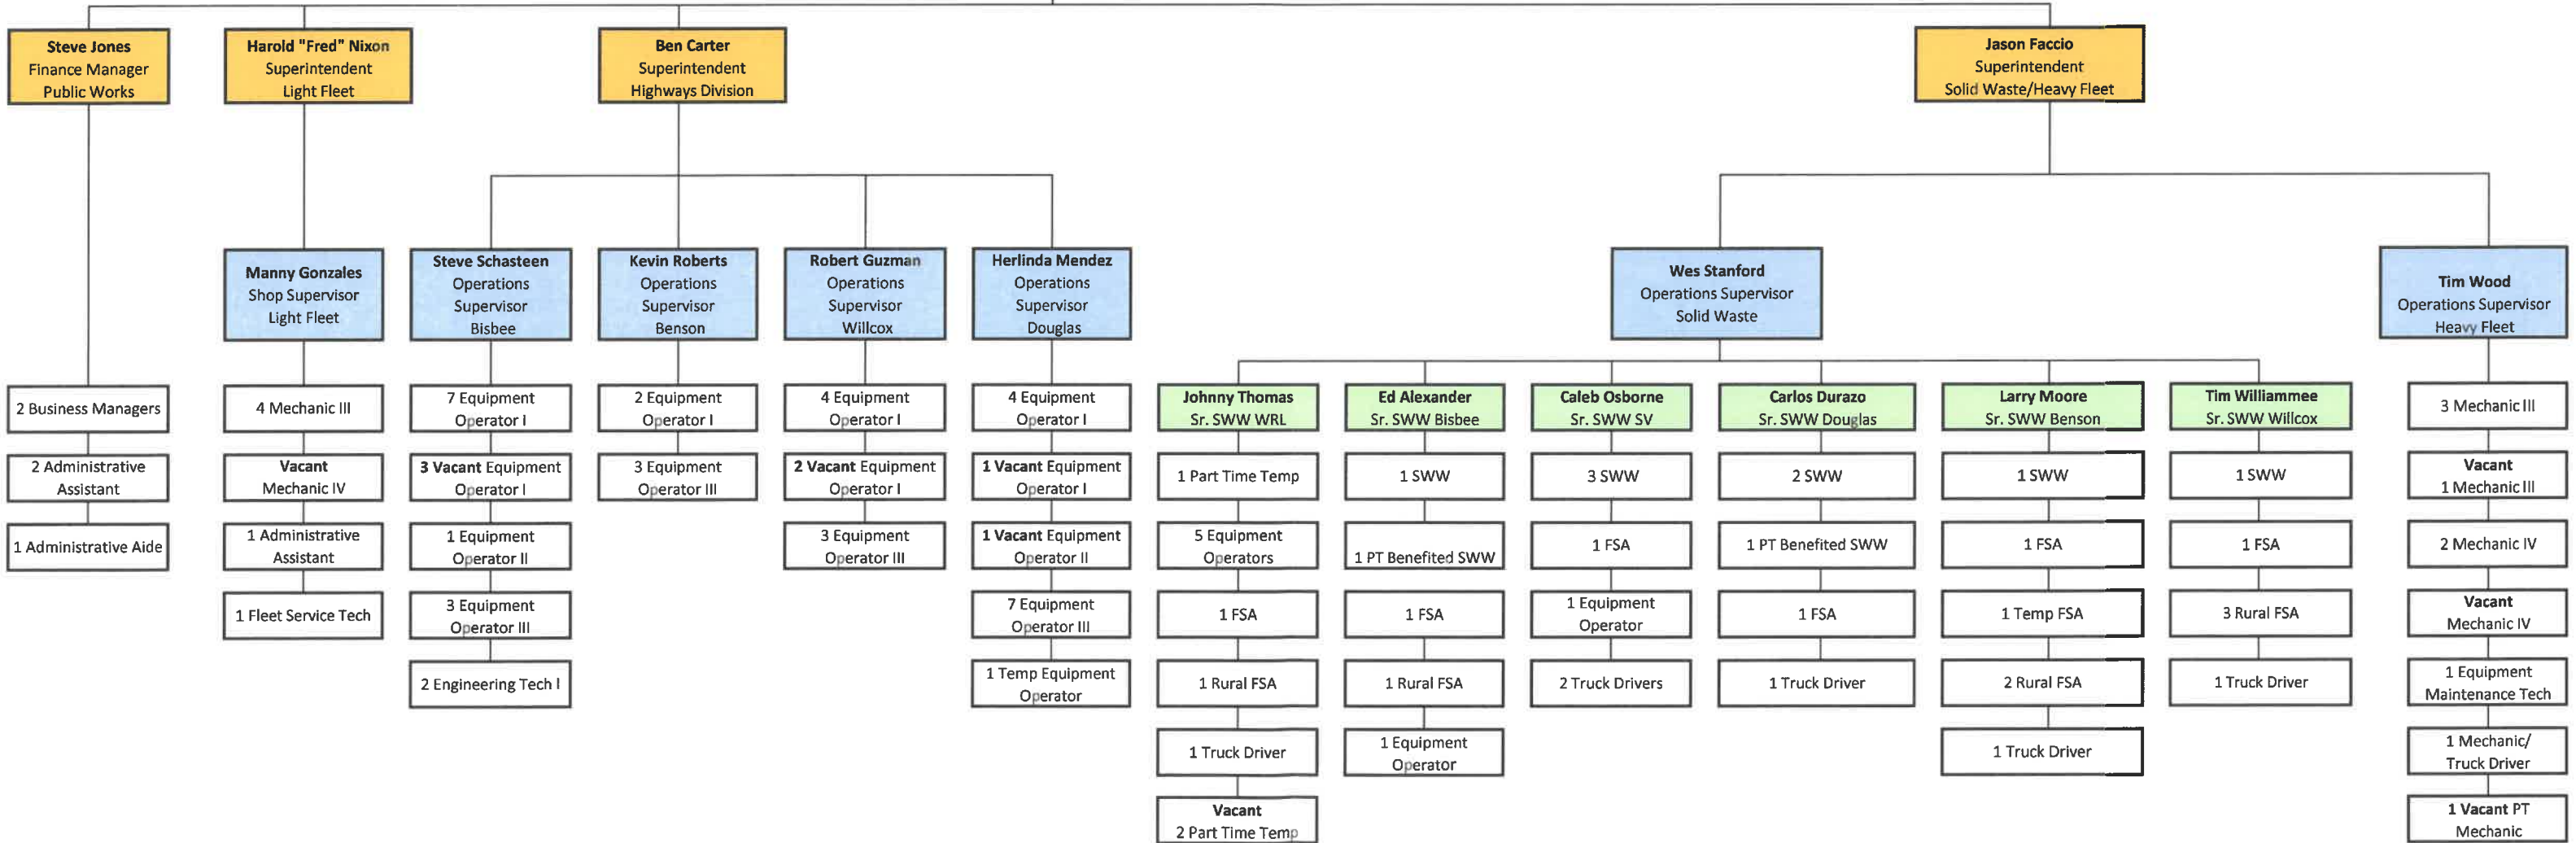 Steve Jones
Finance Manager
Public Works
Harold "Fred" Nixon
Superintendent
Light Fleet
Ben Carter
Superintendent
Highways Division
Jason Faccio
Superintendent
Solid Waste/Heavy Fleet
Manny Gonzales
Shop Supervisor
Light Fleet
Steve Schasteen
Operations
Supervisor
Bisbee
Kevin Roberts
Operations
Supervisor
Benson
Robert Guzman
Operations
Supervisor
Willcox
Herlinda Mendez
Operations
Supervisor
Douglas
Wes Stanford
Operations Supervisor
Solid Waste
Tim Wood
Operations Supervisor
Heavy Fleet
2 Business Managers
2 Administrative
Assistant
1 Administrative Aide
4 Mechanic III
Vacant
Mechanic IV
1 Administrative
Assistant
1 Fleet Service Tech
7 Equipment
Operator I
3 Vacant Equipment
Operator I
1 Equipment
Operator II
3 Equipment
Operator III
2 Engineering Tech I
2 Equipment
Operator I
3 Equipment
Operator III
4 Equipment
Operator I
2 Vacant Equipment
Operator I
3 Equipment
Operator III
4 Equipment
Operator I
1 Vacant Equipment
Operator I
1 Vacant Equipment
Operator II
7 Equipment
Operator III
1 Temp Equipment
Operator
Johnny Thomas
Sr. SWW WRL
1 Part Time Temp
5 Equipment
Operators
1 FSA
1 Rural FSA
1 Truck Driver
Vacant
2 Part Time Temp
Ed Alexander
Sr. SWW Bisbee
1 SWW
1 PT Benefited SWW
1 FSA
1 Rural FSA
1 Equipment
Operator
Caleb Osborne
Sr. SWW SV
3 SWW
1 FSA
1 Equipment
Operator
2 Truck Drivers
Carlos Durazo
Sr. SWW Douglas
2 SWW
1 PT Benefited SWW
1 FSA
1 Truck Driver
Larry Moore
Sr. SWW Benson
1 SWW
1 FSA
1 Temp FSA
2 Rural FSA
1 Truck Driver
Tim Williammee
Sr. SWW Willcox
1 SWW
1 FSA
3 Rural FSA
1 Truck Driver
3 Mechanic III
Vacant
1 Mechanic III
2 Mechanic IV
Vacant
Mechanic IV
1 Equipment
Maintenance Tech
1 Mechanic/
Truck Driver
1 Vacant PT
Mechanic